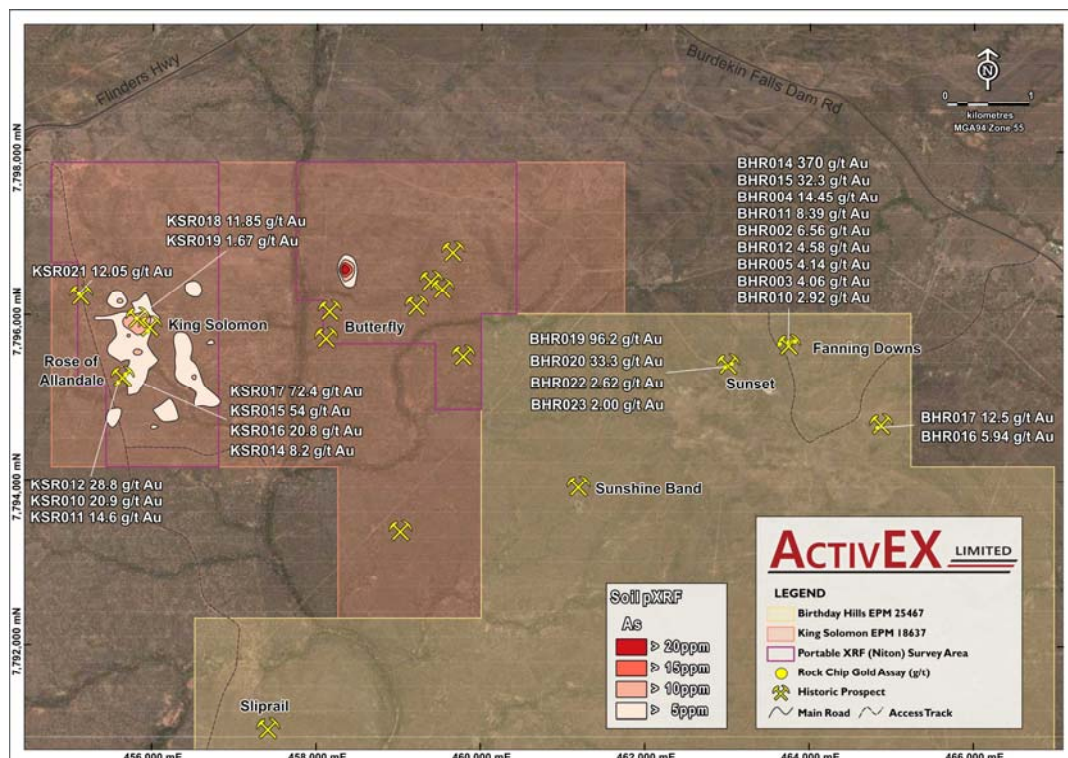 Flinders Hwy
Burdekin Falls Dam Rd
N
0 1
kilometres
MGA94 Zone 55
7,798,000 mN
7,796,000 mN
7,794,000 mN
7,792,000 mN
KSR018 11.85 g/t Au
KSR019 1.67 g/t Au
KSR021 12.05 g/t Au
King Solomon
Rose of
Allandale
KSR017 72.4 g/t Au
KSR015 54 g/t Au
KSR016 20.8 g/t Au
KSR014 8.2 g/t Au
KSR012 28.8 g/t Au
KSR010 20.9 g/t Au
KSR011 14.6 g/t Au
Butterfly
BHR014 370 g/t Au
BHR015 32.3 g/t Au
BHR004 14.45 g/t Au
BHR011 8.39 g/t Au
BHR002 6.56 g/t Au
BHR012 4.58 g/t Au
BHR005 4.14 g/t Au
BHR003 4.06 g/t Au
BHR010 2.92 g/t Au
Fanning Downs
BHR019 96.2 g/t Au
BHR020 33.3 g/t Au
BHR022 2.62 g/t Au
BHR023 2.00 g/t Au
Sunset
BHR017 12.5 g/t Au
BHR016 5.94 g/t Au
Sunshine Band
Sliprail
Soil pXRF
As
> 20ppm
> 15ppm
> 10ppm
> 5ppm
ACTIVEX LIMITED
LEGEND
Birthday Hills EPM 25467
King Solomon EPM 18637
Portable XRF (Niton) Survey Area
Rock Chip Gold Assay (g/t)
Historic Prospect
Main Road Access Track
456,000 mE
458,000 mE
460,000 mE
462,000 mE
464,000 mE
466,000 mE